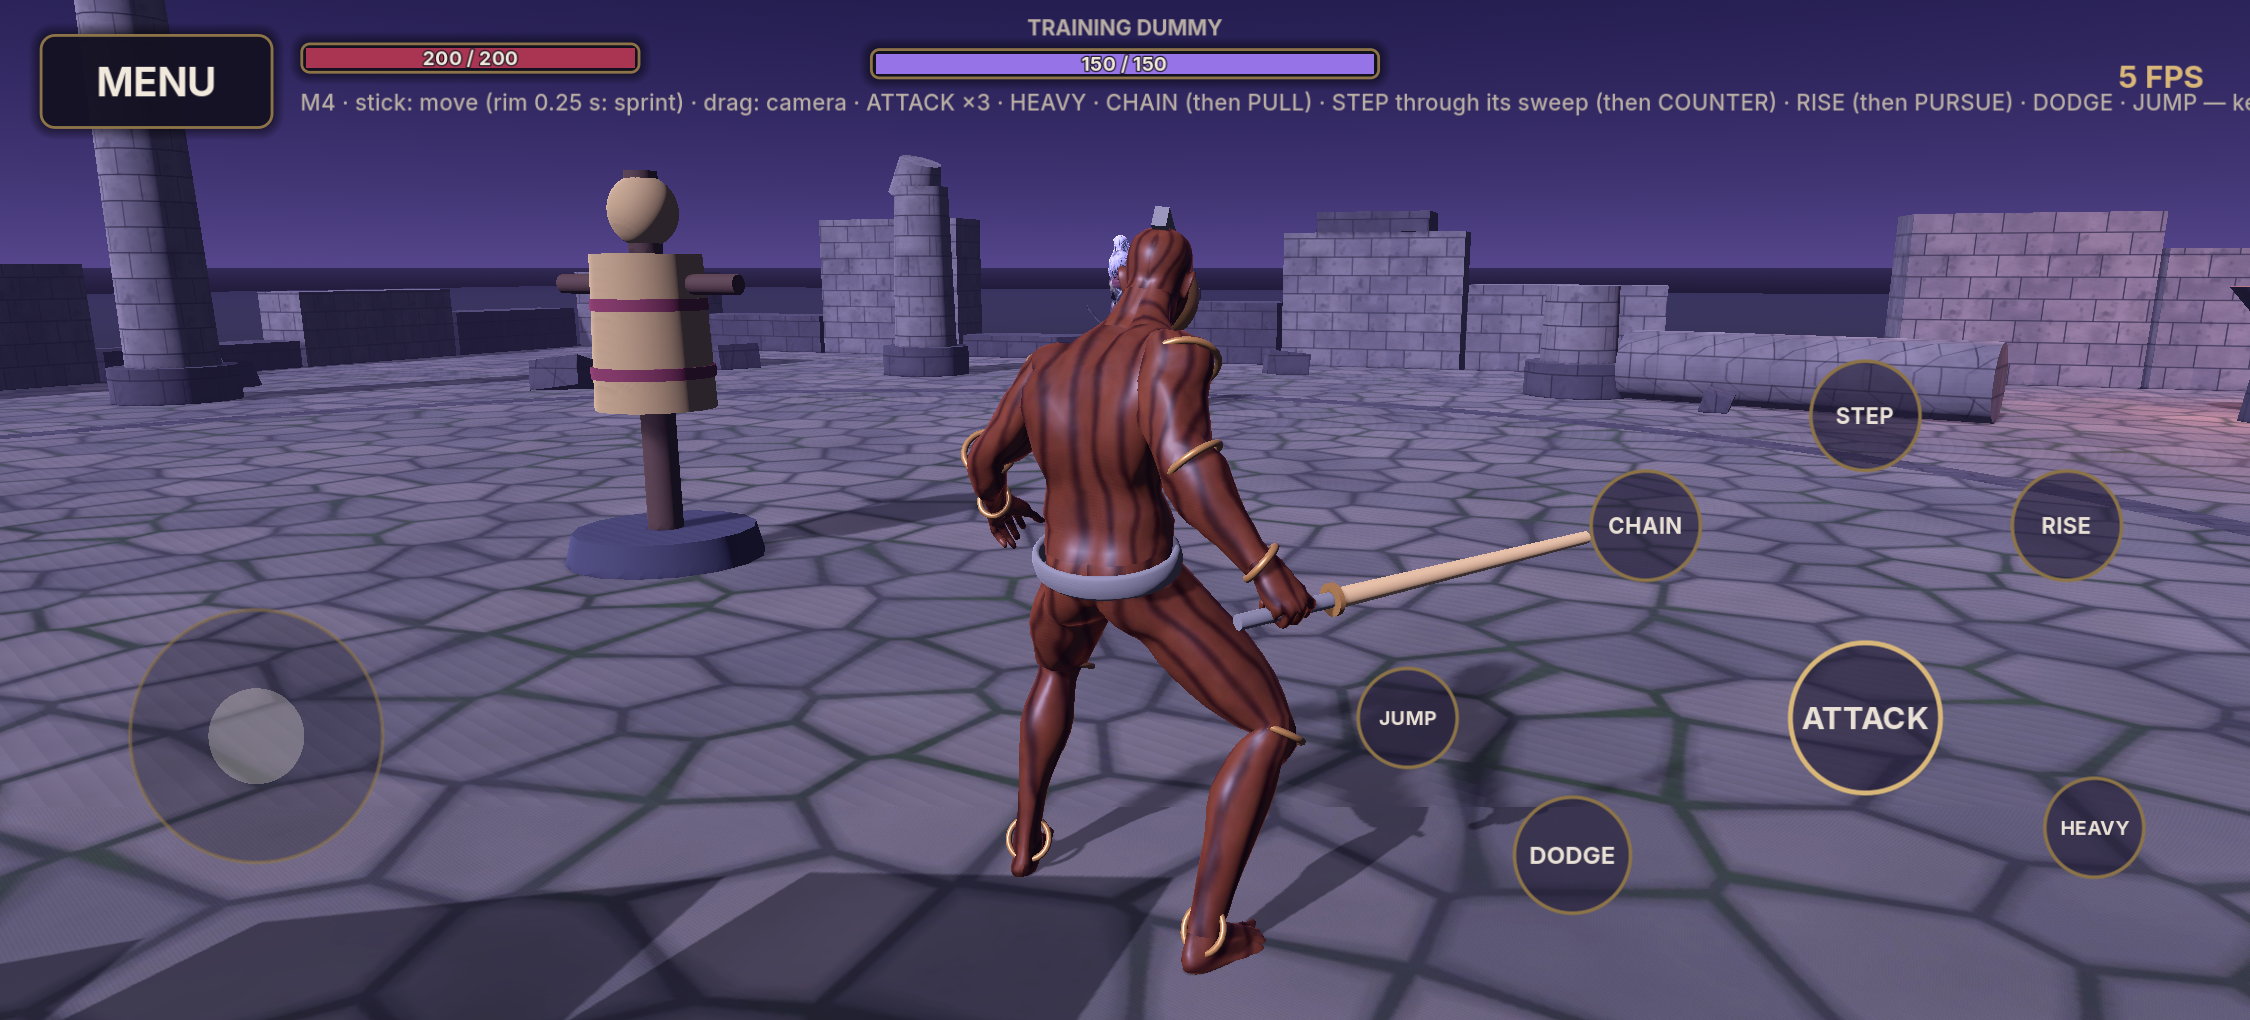 TRAINING DUMMY
MENU
200 / 200
150 / 150
5 FPS
M4 · stick: move (rim 0.25 s: sprint) · drag: camera · ATTACK ×3 · HEAVY · CHAIN (then PULL) · STEP through its sweep (then COUNTER) · RISE (then PURSUE) · DODGE · JUMP — ke
STEP
CHAIN
RISE
JUMP
ATTACK
HEAVY
DODGE